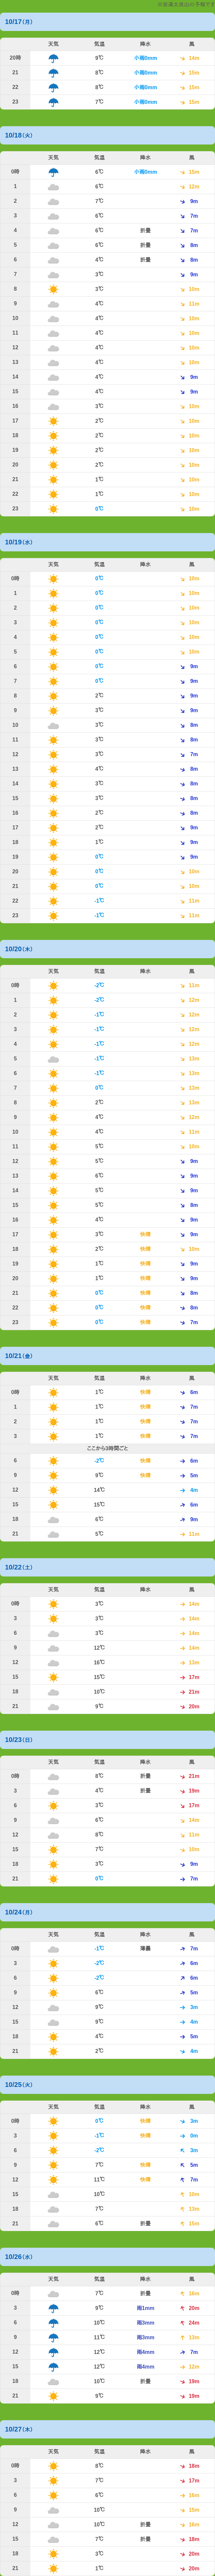 10/17(月)
天気 気温 降水 風
20時 9℃ 小雨0mm 14m
21 8℃ 小雨0mm 15m
22 8℃ 小雨0mm 15m
23 7℃ 小雨0mm 15m
10/18(火)
天気 気温 降水 風
0時 6℃ 小雨0mm 15m
1 6℃ 12m
2 7℃ 9m
3 6℃ 7m
4 6℃ 折曇 7m
5 6℃ 折曇 8m
6 4℃ 折曇 8m
7 3℃ 9m
8 3℃ 10m
9 4℃ 11m
10 4℃ 10m
11 4℃ 10m
12 4℃ 10m
13 4℃ 10m
14 4℃ 9m
15 4℃ 9m
16 3℃ 10m
17 2℃ 10m
18 2℃ 10m
19 2℃ 10m
20 2℃ 10m
21 1℃ 10m
22 1℃ 10m
23 0℃ 10m
10/19(水)
天気 気温 降水 風
0時 0℃ 10m
1 0℃ 10m
2 0℃ 10m
3 0℃ 10m
4 0℃ 10m
5 0℃ 10m
6 0℃ 9m
7 0℃ 9m
8 2℃ 9m
9 3℃ 9m
10 3℃ 8m
11 3℃ 8m
12 3℃ 7m
13 4℃ 8m
14 3℃ 8m
15 3℃ 8m
16 2℃ 8m
17 2℃ 9m
18 1℃ 9m
19 0℃ 9m
20 0℃ 10m
21 0℃ 10m
22 -1℃ 11m
23 -1℃ 11m
10/20(木)
天気 気温 降水 風
0時 -2℃ 11m
1 -1℃ 12m
2 -1℃ 12m
3 -1℃ 12m
4 -1℃ 12m
5 -1℃ 13m
6 -1℃ 13m
7 0℃ 13m
8 2℃ 13m
9 4℃ 12m
10 4℃ 11m
11 5℃ 10m
12 5℃ 9m
13 6℃ 9m
14 5℃ 9m
15 5℃ 8m
16 4℃ 9m
17 3℃ 快晴 9m
18 2℃ 快晴 10m
19 1℃ 快晴 9m
20 1℃ 快晴 9m
21 0℃ 快晴 8m
22 0℃ 快晴 8m
23 0℃ 快晴 7m
10/21(金)
天気 気温 降水 風
0時 1℃ 快晴 6m
1 1℃ 快晴 7m
2 1℃ 快晴 7m
3 1℃ 快晴 7m
ここから3時間ごと
6 -2℃ 快晴 6m
9 9℃ 快晴 5m
12 14℃ 4m
15 15℃ 6m
18 6℃ 9m
21 5℃ 11m
10/22(土)
天気 気温 降水 風
0時 3℃ 14m
3 3℃ 14m
6 3℃ 14m
9 12℃ 14m
12 16℃ 13m
15 15℃ 17m
18 10℃ 21m
21 9℃ 20m
10/23(日)
天気 気温 降水 風
0時 8℃ 折曇 21m
3 4℃ 折曇 19m
6 3℃ 17m
9 6℃ 14m
12 8℃ 11m
15 7℃ 10m
18 3℃ 9m
21 0℃ 7m
10/24(月)
天気 気温 降水 風
0時 -1℃ 薄曇 7m
3 -2℃ 6m
6 -2℃ 6m
9 6℃ 5m
12 9℃ 3m
15 9℃ 4m
18 4℃ 5m
21 2℃ 4m
10/25(火)
天気 気温 降水 風
0時 0℃ 快晴 3m
3 -1℃ 快晴 0m
6 -2℃ 3m
9 7℃ 快晴 5m
12 11℃ 快晴 7m
15 10℃ 10m
18 7℃ 13m
21 6℃ 折曇 15m
10/26(水)
天気 気温 降水 風
0時 7℃ 折曇 16m
3 9℃ 雨1mm 20m
6 10℃ 雨3mm 24m
9 11℃ 雨3mm 13m
12 12℃ 雨4mm 7m
15 12℃ 雨4mm 12m
18 10℃ 折曇 19m
21 9℃ 19m
10/27(木)
天気 気温 降水 風
0時 8℃ 18m
3 7℃ 17m
6 6℃ 16m
9 10℃ 15m
12 10℃ 折曇 16m
15 7℃ 折曇 18m
18 3℃ 20m
21 1℃ 20m